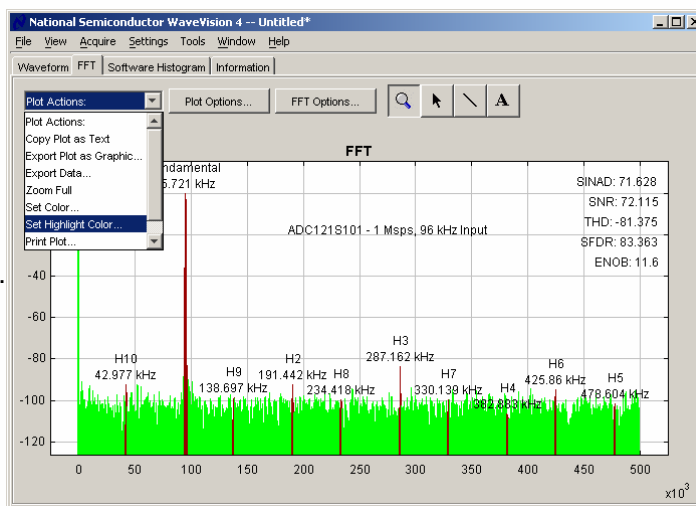 National Semiconductor WaveVision 4 -- Untitled*
File View Acquire Settings Tools Window Help
Waveform FFT Software Histogram Information
Plot Actions: Plot Options... FFT Options... A
Plot Actions:
Copy Plot as Text
Export Plot as Graphic...
Export Data...
Zoom Full
Set Color...
Set Highlight Color...
Print Plot...
FFT
ndamental
5.721 kHz
SINAD: 71.628
SNR: 72.115
THD: -81.375
SFDR: 83.363
ENOB: 11.6
ADC121S101 - 1 Msps, 96 kHz Input
-40
-60
-80
-100
-120
H10
42.977 kHz
H9
138.697 kHz
H2
191.442 kHz
H8
234.418 kHz
H3
287.162 kHz
H7
330.139 kHz
H4
382.883 kHz
H6
425.86 kHz
H5
478.604 kHz
0 50 100 150 200 250 300 350 400 450 500
x10³